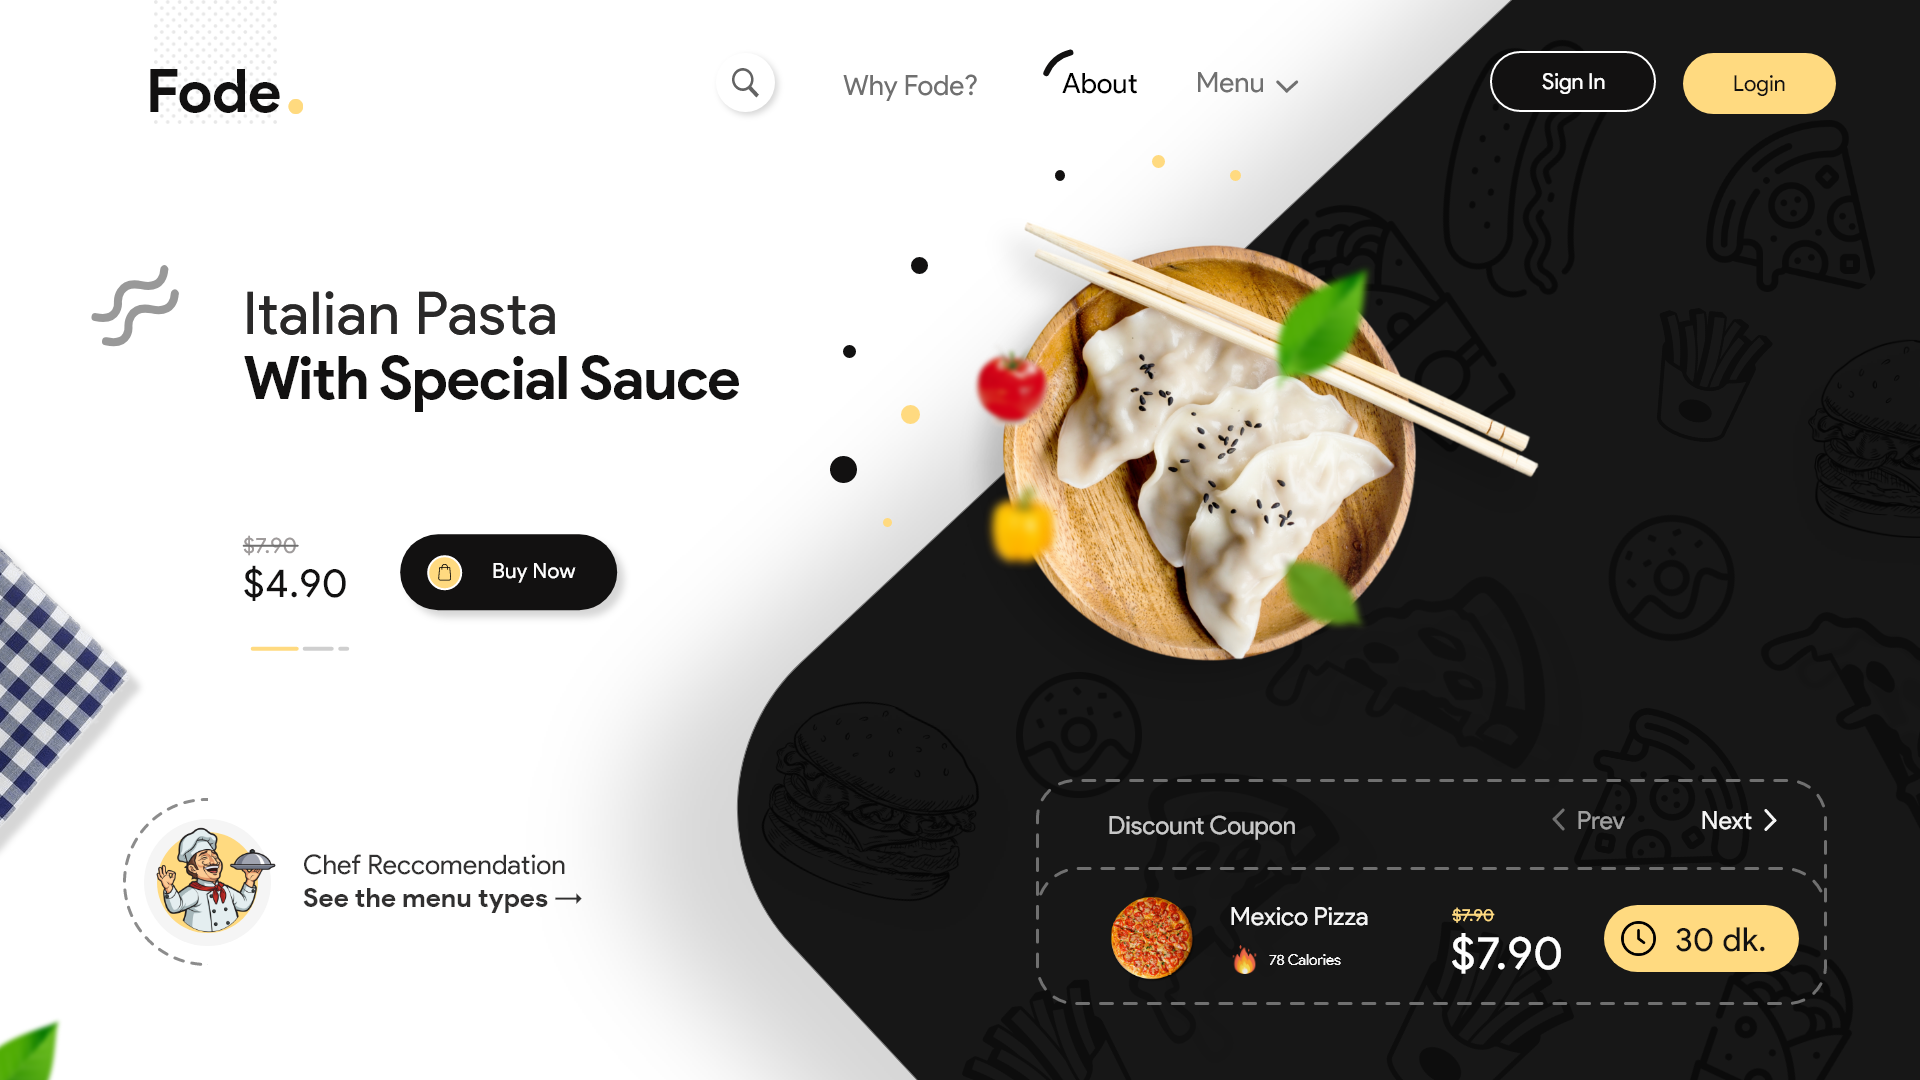 Fode.
Why Fode?
About
Menu
Sign In
Login
Italian Pasta
With Special Sauce
$7.90
$4.90
Buy Now
Chef Reccomendation
See the menu types →
Discount Coupon
Prev
Next
Mexico Pizza
78 Calories
$7.90
$7.90
30 dk.